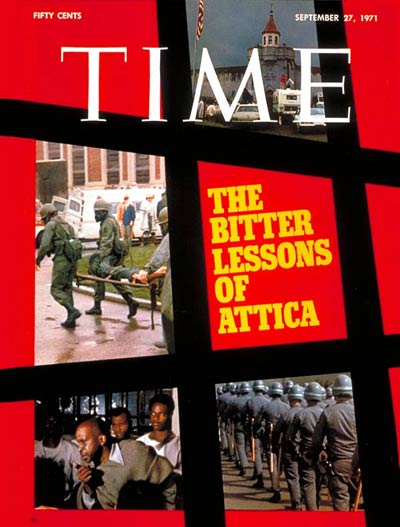 FIFTY CENTS
SEPTEMBER 27, 1971
TIME
THE
BITTER
LESSONS
OF
ATTICA